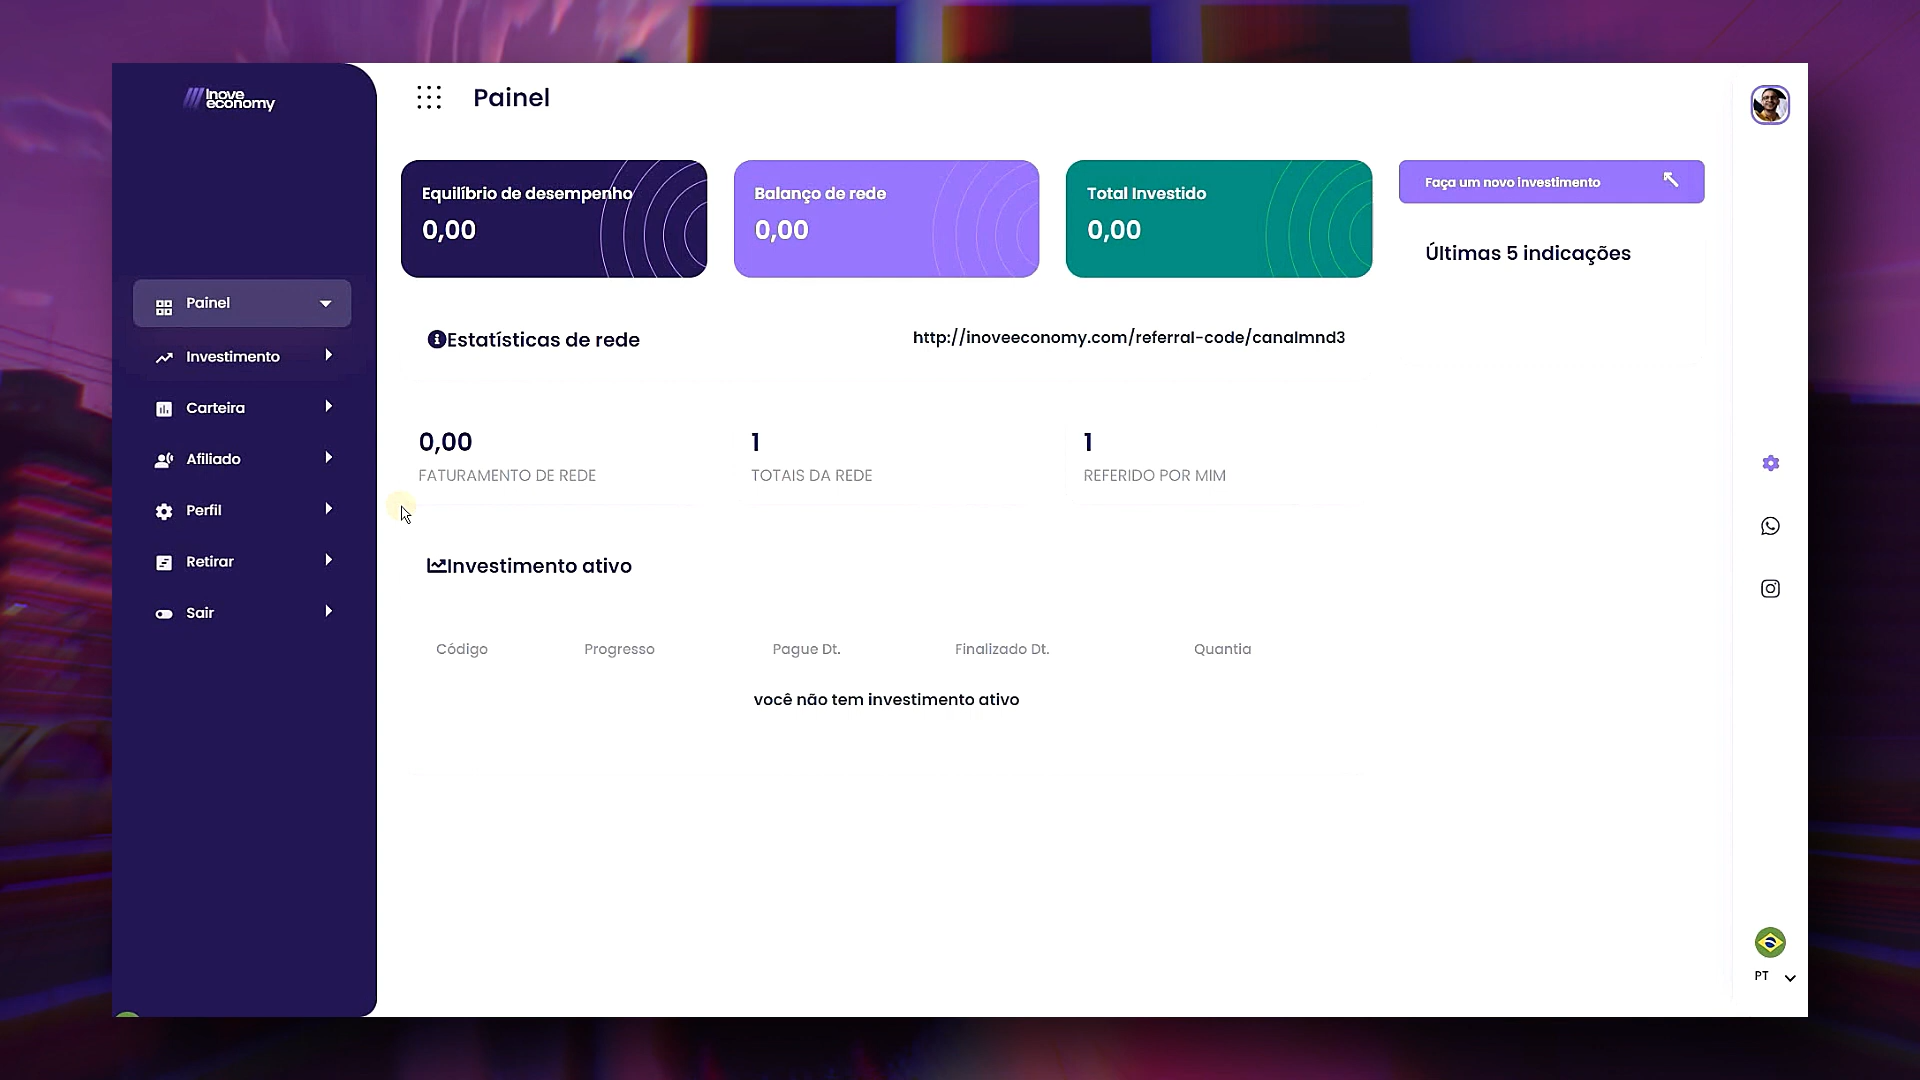 Inove
economy
Painel
Investimento
Carteira
Afiliado
Perfil
Retirar
Sair
Painel
Equilíbrio de desempenho
0,00
Balanço de rede
0,00
Total Investido
0,00
Faça um novo investimento
Últimas 5 indicações
Estatísticas de rede
http://inoveeconomy.com/referral-code/canalmnd3
0,00
FATURAMENTO DE REDE
1
TOTAIS DA REDE
1
REFERIDO POR MIM
Investimento ativo
Código
Progresso
Pague Dt.
Finalizado Dt.
Quantia
você não tem investimento ativo
PT